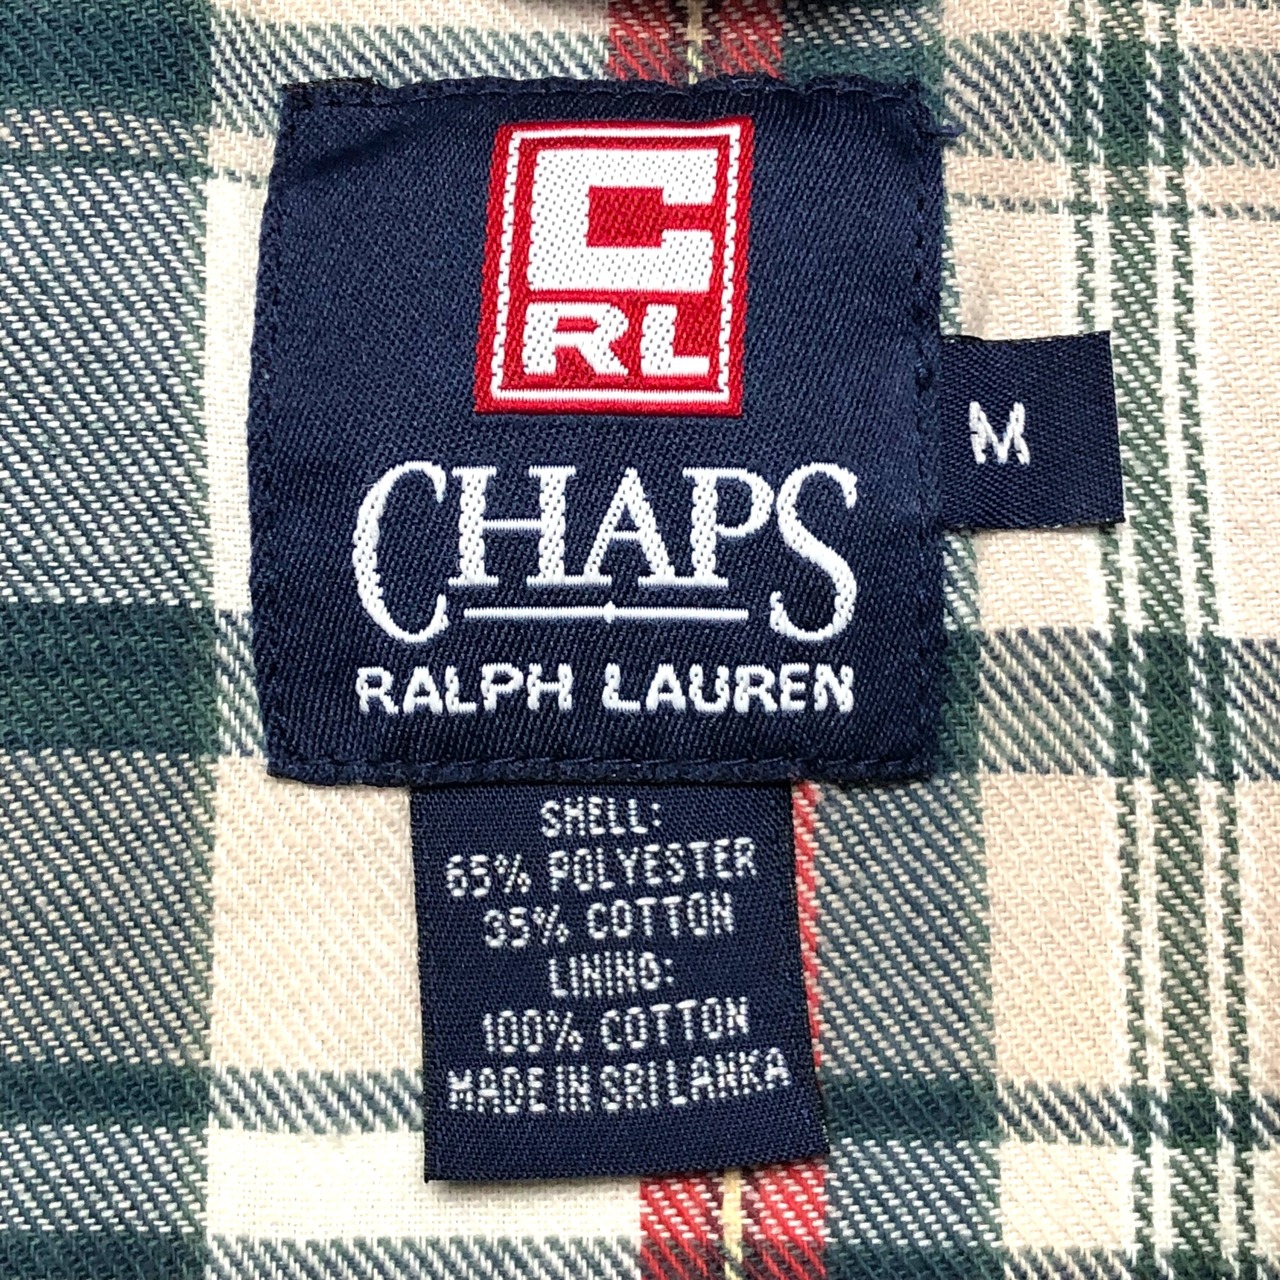 C
RL
CHAPS
RALPH LAUREN
M
SHELL:
65% POLYESTER
35% COTTON
LINING:
100% COTTON
MADE IN SRI LANKA